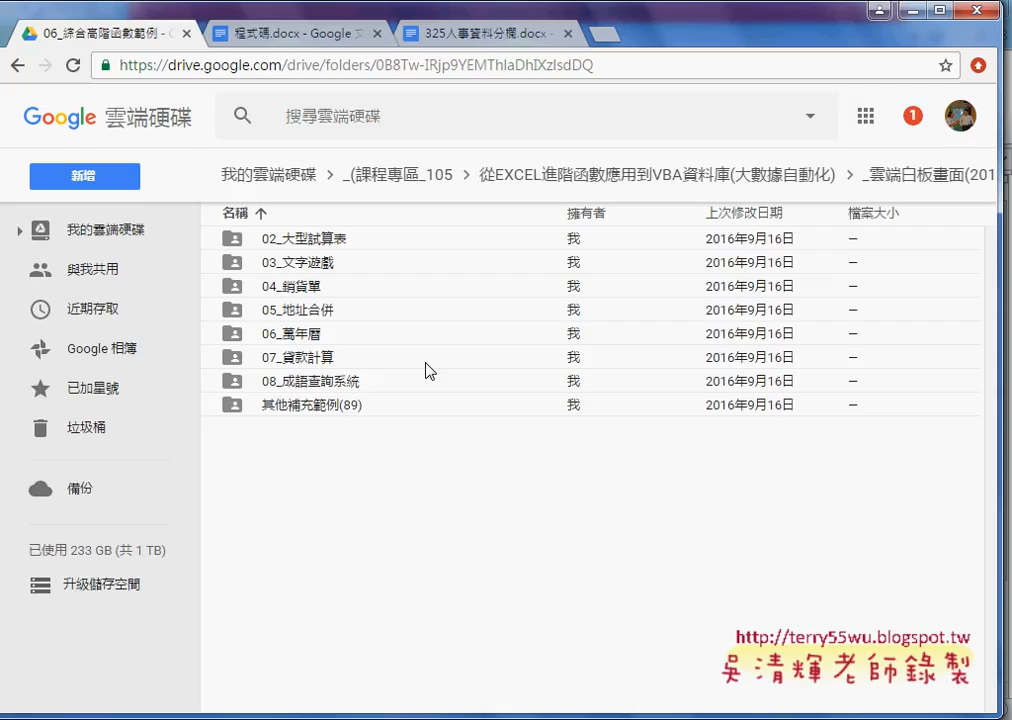 06_綜合高階函數範例 -
程式碼.docx - Google 文
325人事資料分欄.docx -
https://drive.google.com/drive/folders/0B8Tw-IRjp9YEMThlaDhIXzlsdDQ
Google 雲端硬碟
搜尋雲端硬碟
1
新增
我的雲端硬碟 > _(課程專區_105 > 從EXCEL進階函數應用到VBA資料庫(大數據自動化) > _雲端白板畫面(201
名稱 擁有者 上次修改日期 檔案大小
02_大型試算表 我 2016年9月16日 –
03_文字遊戲 我 2016年9月16日 –
04_銷貨單 我 2016年9月16日 –
05_地址合併 我 2016年9月16日 –
06_萬年曆 我 2016年9月16日 –
07_貸款計算 我 2016年9月16日 –
08_成語查詢系統 我 2016年9月16日 –
其他補充範例(89) 我 2016年9月16日 –
我的雲端硬碟
與我共用
近期存取
Google 相簿
已加星號
垃圾桶
備份
已使用 233 GB (共 1 TB)
升級儲存空間
http://terry55wu.blogspot.tw
吳清輝老師錄製